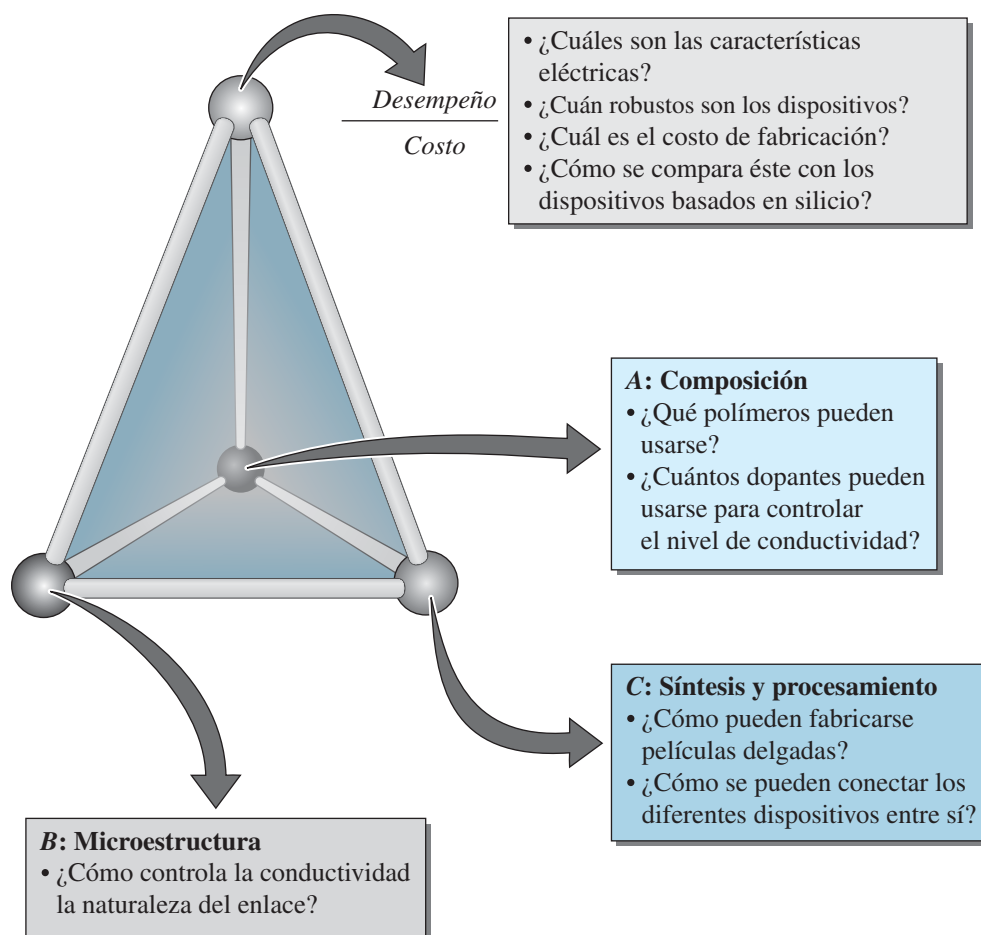 • ¿Cuáles son las características
eléctricas?
• ¿Cuán robustos son los dispositivos?
• ¿Cuál es el costo de fabricación?
• ¿Cómo se compara éste con los
dispositivos basados en silicio?
Desempeño
Costo
A: Composición
• ¿Qué polímeros pueden
usarse?
• ¿Cuántos dopantes pueden
usarse para controlar
el nivel de conductividad?
C: Síntesis y procesamiento
• ¿Cómo pueden fabricarse
películas delgadas?
• ¿Cómo se pueden conectar los
diferentes dispositivos entre sí?
B: Microestructura
• ¿Cómo controla la conductividad
la naturaleza del enlace?